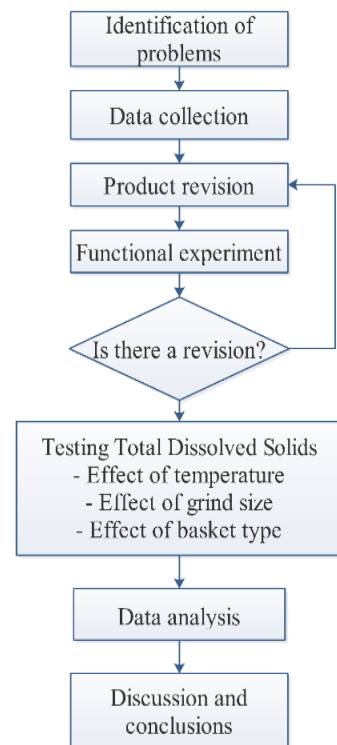 Identification of
problems
Data collection
Product revision
Functional experiment
Is there a revision?
Testing Total Dissolved Solids
- Effect of temperature
- Effect of grind size
- Effect of basket type
Data analysis
Discussion and
conclusions